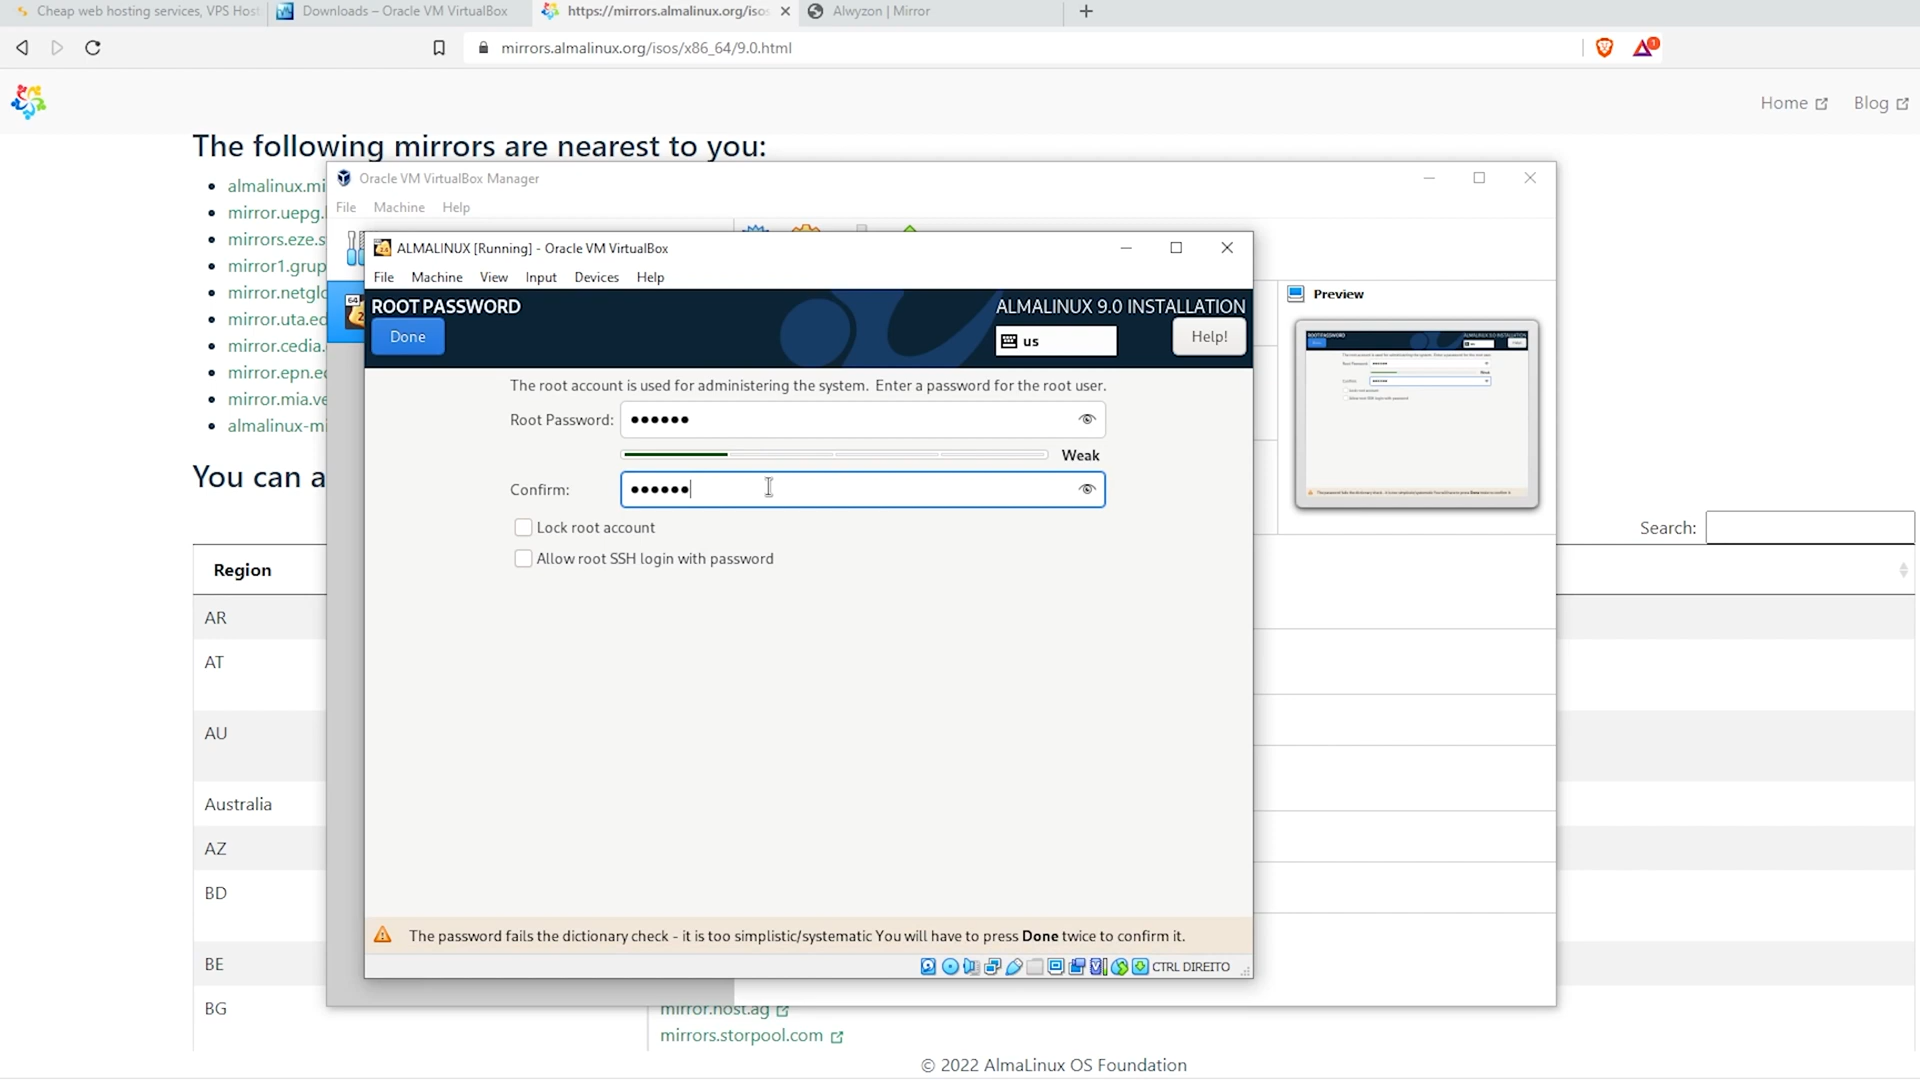 Cheap web hosting services, VPS Host
Downloads – Oracle VM VirtualBox
https://mirrors.almalinux.org/isos
Alwyzon | Mirror
mirrors.almalinux.org/isos/x86_64/9.0.html
1
Home
Blog
The following mirrors are nearest to you:
almalinux.mi
mirror.uepg.
mirrors.eze.s
mirror1.grup
mirror.netglo
mirror.uta.ed
mirror.cedia.
mirror.epn.ec
mirror.mia.ve
almalinux-mi
You can a
Search:
Region
AR
AT
AU
Australia
AZ
BD
BE
BG
mirror.host.ag
mirrors.storpool.com
© 2022 AlmaLinux OS Foundation
Oracle VM VirtualBox Manager
File Machine Help
64
Preview
ALMALINUX [Running] - Oracle VM VirtualBox
File Machine View Input Devices Help
ROOT PASSWORD
ALMALINUX 9.0 INSTALLATION
Done
us
Help!
The root account is used for administering the system. Enter a password for the root user.
Root Password: ••••••
Weak
Confirm: ••••••
Lock root account
Allow root SSH login with password
The password fails the dictionary check - it is too simplistic/systematic You will have to press Done twice to confirm it.
CTRL DIREITO